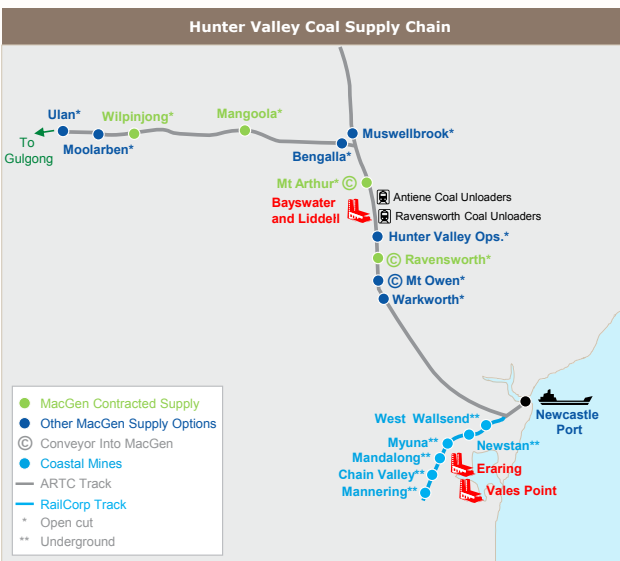 Hunter Valley Coal Supply Chain
Ulan*
Wilpinjong*
Mangoola*
To
Gulgong
Moolarben*
Muswellbrook*
Bengalla*
Mt Arthur* ©
Antiene Coal Unloaders
Bayswater
and Liddell
Ravensworth Coal Unloaders
Hunter Valley Ops.*
© Ravensworth*
© Mt Owen*
Warkworth*
Newcastle
Port
West Wallsend**
Myuna**
Newstan**
Mandalong**
Eraring
Chain Valley**
Mannering**
Vales Point
MacGen Contracted Supply
Other MacGen Supply Options
© Conveyor Into MacGen
Coastal Mines
ARTC Track
RailCorp Track
* Open cut
** Underground